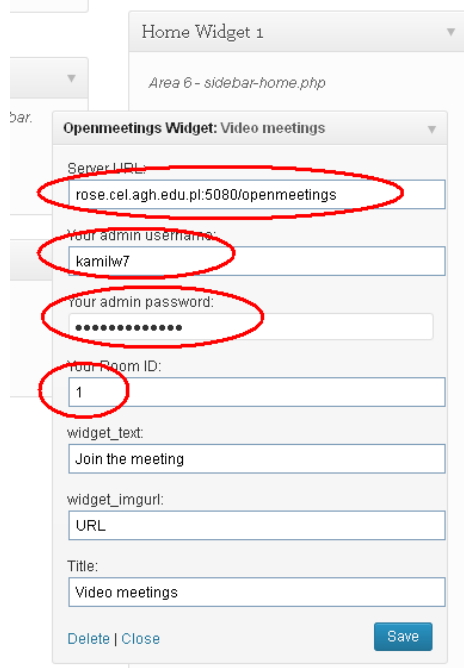 Home Widget 1
Area 6 - sidebar-home.php
bar.
Openmeetings Widget: Video meetings
Server URL:
rose.cel.agh.edu.pl:5080/openmeetings
Your admin username:
kamilw7
Your admin password:
•••••••••••••
Your Room ID:
1
widget_text:
Join the meeting
widget_imgurl:
URL
Title:
Video meetings
Delete | Close
Save